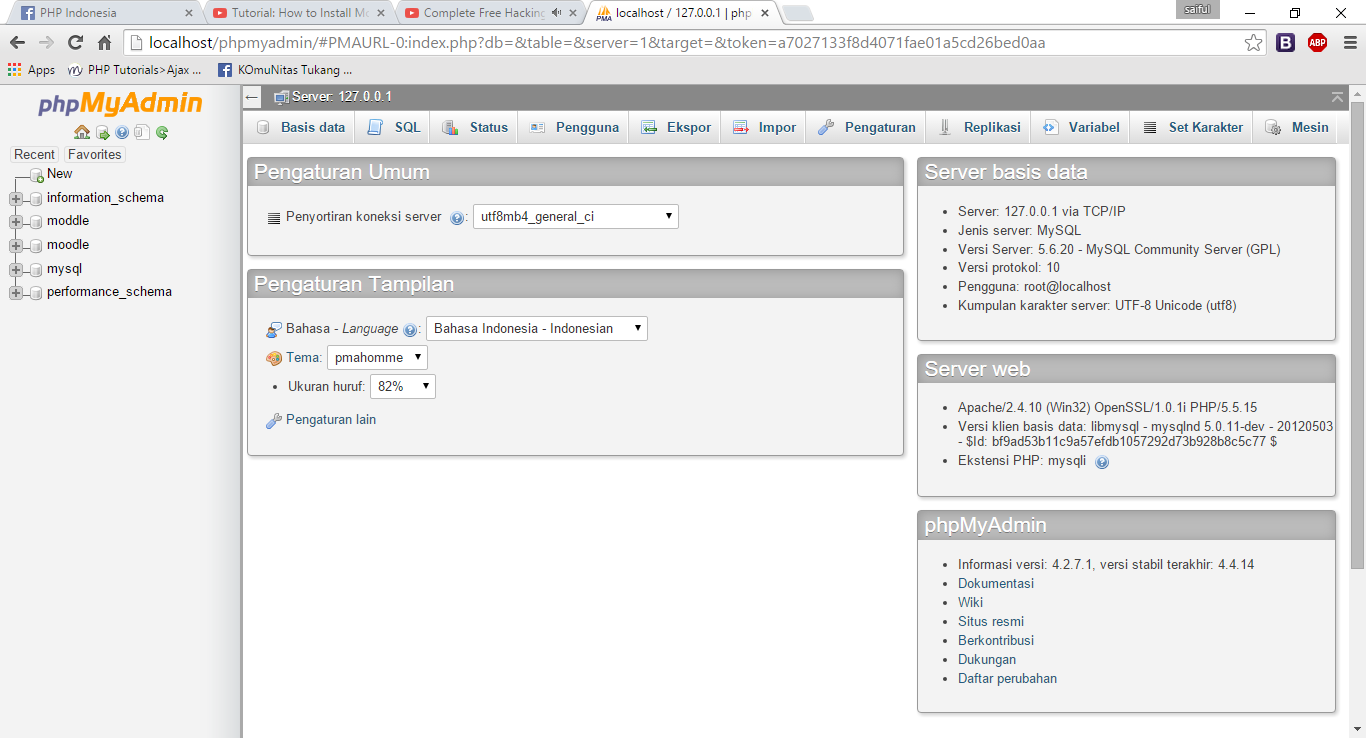 PHP Indonesia
Tutorial: How to Install Mo
Complete Free Hacking
localhost / 127.0.0.1 | php
saiful
localhost/phpmyadmin/#PMAURL-0:index.php?db=&table=&server=1&target=&token=a7027133f8d4071fae01a5cd26bed0aa
B
ABP
Apps
PHP Tutorials>Ajax ...
KOmuNitas Tukang ...
phpMyAdmin
Recent
Favorites
New
information_schema
moddle
moodle
mysql
performance_schema
Server: 127.0.0.1
Basis data
SQL
Status
Pengguna
Ekspor
Impor
Pengaturan
Replikasi
Variabel
Set Karakter
Mesin
Pengaturan Umum
Penyortiran koneksi server : utf8mb4_general_ci
Pengaturan Tampilan
Bahasa - Language : Bahasa Indonesia - Indonesian
Tema: pmahomme
Ukuran huruf: 82%
Pengaturan lain
Server basis data
Server: 127.0.0.1 via TCP/IP
Jenis server: MySQL
Versi Server: 5.6.20 - MySQL Community Server (GPL)
Versi protokol: 10
Pengguna: root@localhost
Kumpulan karakter server: UTF-8 Unicode (utf8)
Server web
Apache/2.4.10 (Win32) OpenSSL/1.0.1i PHP/5.5.15
Versi klien basis data: libmysql - mysqlnd 5.0.11-dev - 20120503
- $Id: bf9ad53b11c9a57efdb1057292d73b928b8c5c77 $
Ekstensi PHP: mysqli
phpMyAdmin
Informasi versi: 4.2.7.1, versi stabil terakhir: 4.4.14
Dokumentasi
Wiki
Situs resmi
Berkontribusi
Dukungan
Daftar perubahan